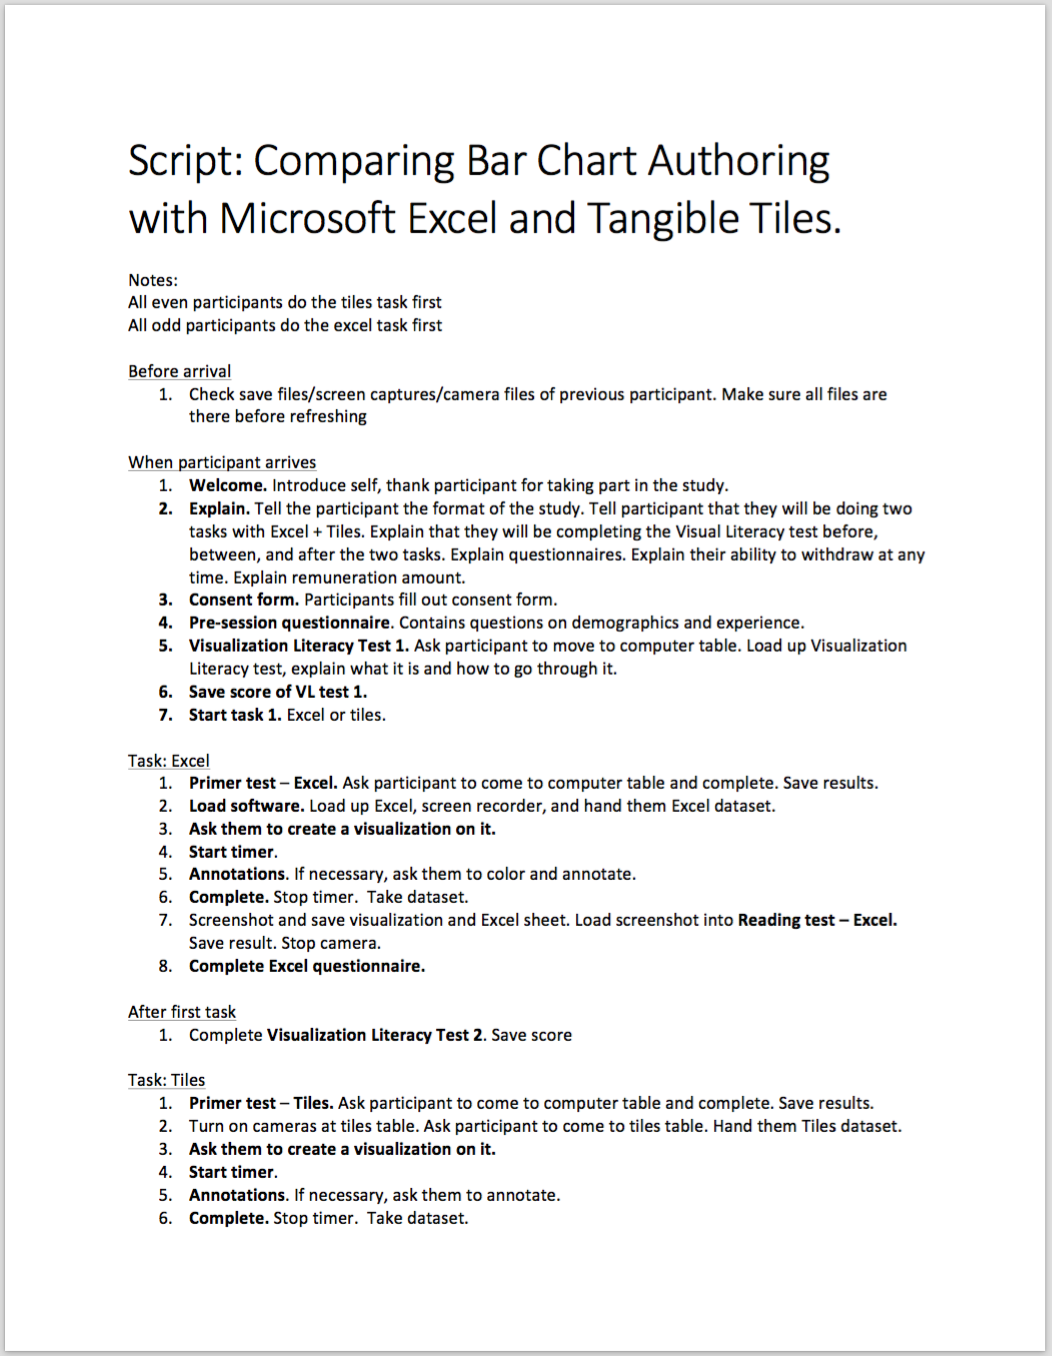 Script: Comparing Bar Chart Authoring
with Microsoft Excel and Tangible Tiles.
Notes:
All even participants do the tiles task first
All odd participants do the excel task first
Before arrival
1. Check save files/screen captures/camera files of previous participant. Make sure all files are
there before refreshing
When participant arrives
1. Welcome. Introduce self, thank participant for taking part in the study.
2. Explain. Tell the participant the format of the study. Tell participant that they will be doing two
tasks with Excel + Tiles. Explain that they will be completing the Visual Literacy test before,
between, and after the two tasks. Explain questionnaires. Explain their ability to withdraw at any
time. Explain remuneration amount.
3. Consent form. Participants fill out consent form.
4. Pre-session questionnaire. Contains questions on demographics and experience.
5. Visualization Literacy Test 1. Ask participant to move to computer table. Load up Visualization
Literacy test, explain what it is and how to go through it.
6. Save score of VL test 1.
7. Start task 1. Excel or tiles.
Task: Excel
1. Primer test – Excel. Ask participant to come to computer table and complete. Save results.
2. Load software. Load up Excel, screen recorder, and hand them Excel dataset.
3. Ask them to create a visualization on it.
4. Start timer.
5. Annotations. If necessary, ask them to color and annotate.
6. Complete. Stop timer.  Take dataset.
7. Screenshot and save visualization and Excel sheet. Load screenshot into Reading test – Excel.
Save result. Stop camera.
8. Complete Excel questionnaire.
After first task
1. Complete Visualization Literacy Test 2. Save score
Task: Tiles
1. Primer test – Tiles. Ask participant to come to computer table and complete. Save results.
2. Turn on cameras at tiles table. Ask participant to come to tiles table. Hand them Tiles dataset.
3. Ask them to create a visualization on it.
4. Start timer.
5. Annotations. If necessary, ask them to annotate.
6. Complete. Stop timer.  Take dataset.